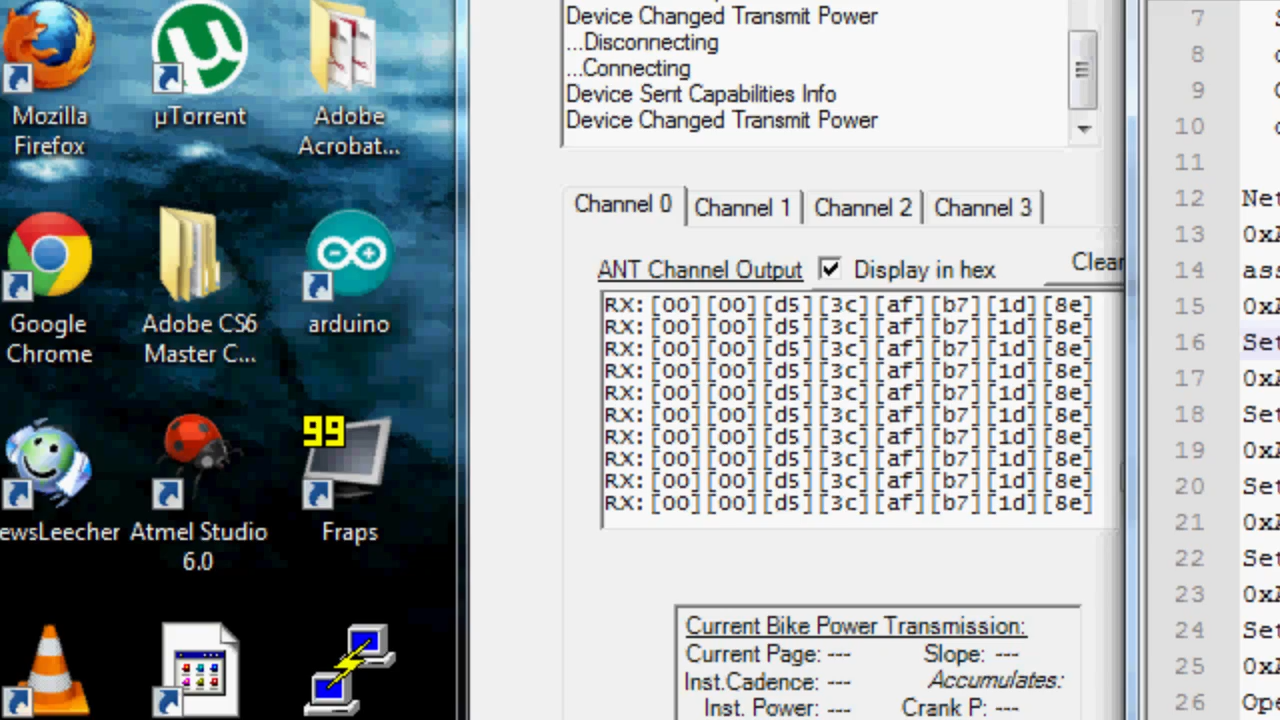 Mozilla
Firefox
µTorrent
Adobe
Acrobat...
Google
Chrome
Adobe CS6
Master C...
arduino
ewsLeecher
Atmel Studio
6.0
99
Fraps
Device Changed Transmit Power
...Disconnecting
...Connecting
Device Sent Capabilities Info
Device Changed Transmit Power
Channel 0
Channel 1
Channel 2
Channel 3
ANT Channel Output
Display in hex
Clear
RX: [00][00][d5][3c][af][b7][1d][8e]
RX: [00][00][d5][3c][af][b7][1d][8e]
RX: [00][00][d5][3c][af][b7][1d][8e]
RX: [00][00][d5][3c][af][b7][1d][8e]
RX: [00][00][d5][3c][af][b7][1d][8e]
RX: [00][00][d5][3c][af][b7][1d][8e]
RX: [00][00][d5][3c][af][b7][1d][8e]
RX: [00][00][d5][3c][af][b7][1d][8e]
RX: [00][00][d5][3c][af][b7][1d][8e]
RX: [00][00][d5][3c][af][b7][1d][8e]
Current Bike Power Transmission:
Current Page: ---
Slope: ---
Inst.Cadence: ---
Accumulates:
Inst. Power: ---
Crank P: ---
7
8
9
10
11
12 Net
13 0xA
14 ass
15 0xA
16 Set
17 0xA
18 Set
19 0xA
20 Set
21 0xA
22 Set
23 0xA
24 Set
25 0xA
26 Ope